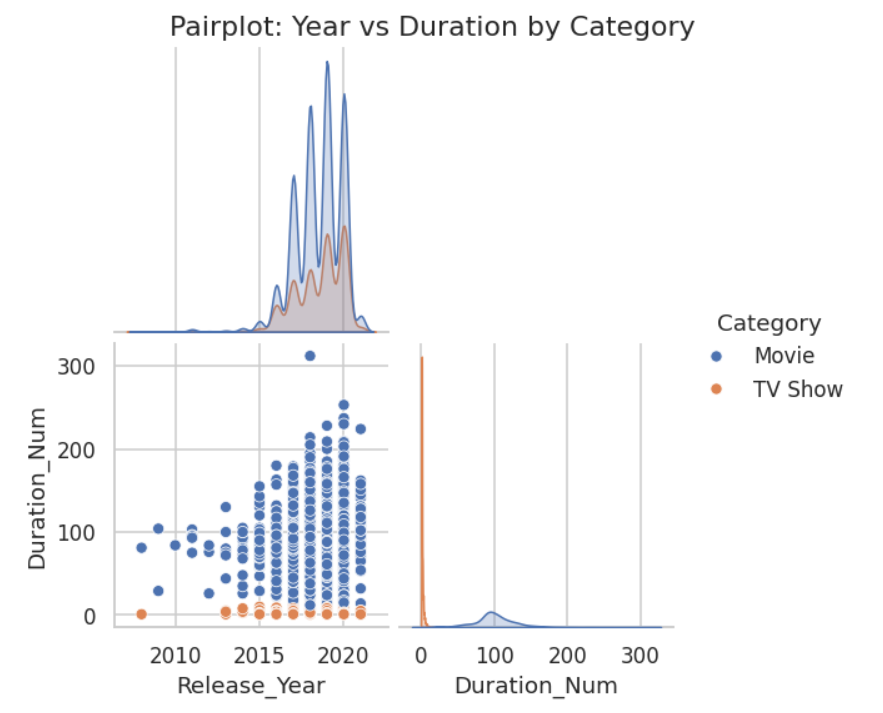 Pairplot: Year vs Duration by Category
Category
Movie
TV Show
Duration_Num
300
200
100
0
2010 2015 2020
Release_Year
0 100 200 300
Duration_Num